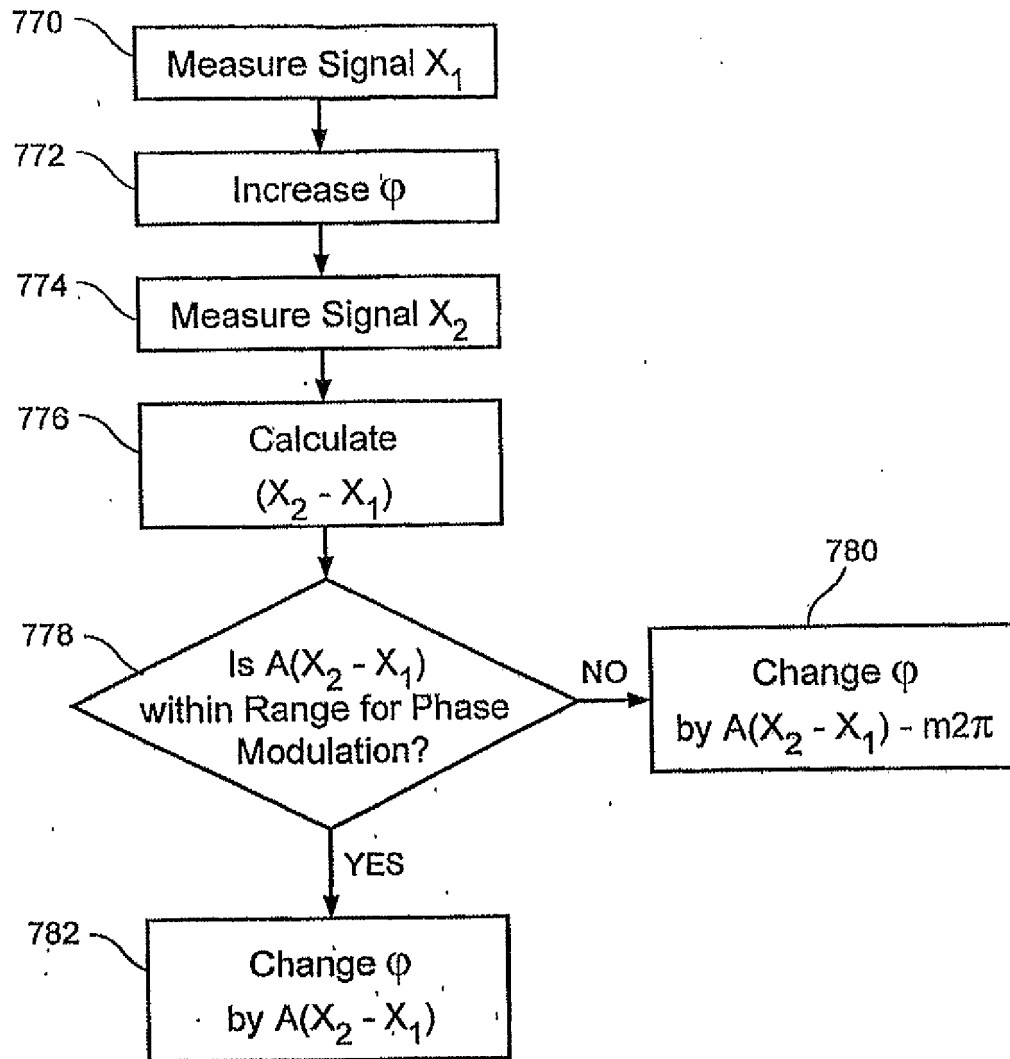 770
Measure Signal X₁
772
Increase φ
774
Measure Signal X₂
776
Calculate
(X₂ - X₁)
778
Is A(X₂ - X₁)
within Range for Phase
Modulation?
NO
780
Change φ
by A(X₂ - X₁) - m2π
YES
782
Change φ
by A(X₂ - X₁)